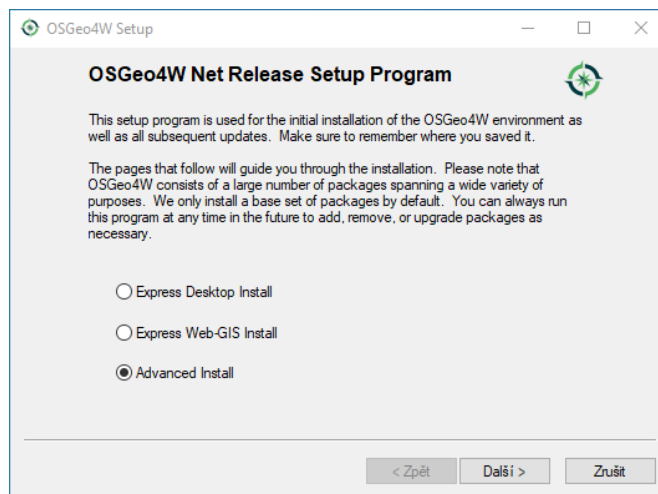 OSGeo4W Setup
OSGeo4W Net Release Setup Program
This setup program is used for the initial installation of the OSGeo4W environment as
well as all subsequent updates.  Make sure to remember where you saved it.
The pages that follow will guide you through the installation.  Please note that
OSGeo4W consists of a large number of packages spanning a wide variety of
purposes.  We only install a base set of packages by default.  You can always run
this program at any time in the future to add, remove, or upgrade packages as
necessary.
Express Desktop Install
Express Web-GIS Install
Advanced Install
< Zpět
Další >
Zrušit